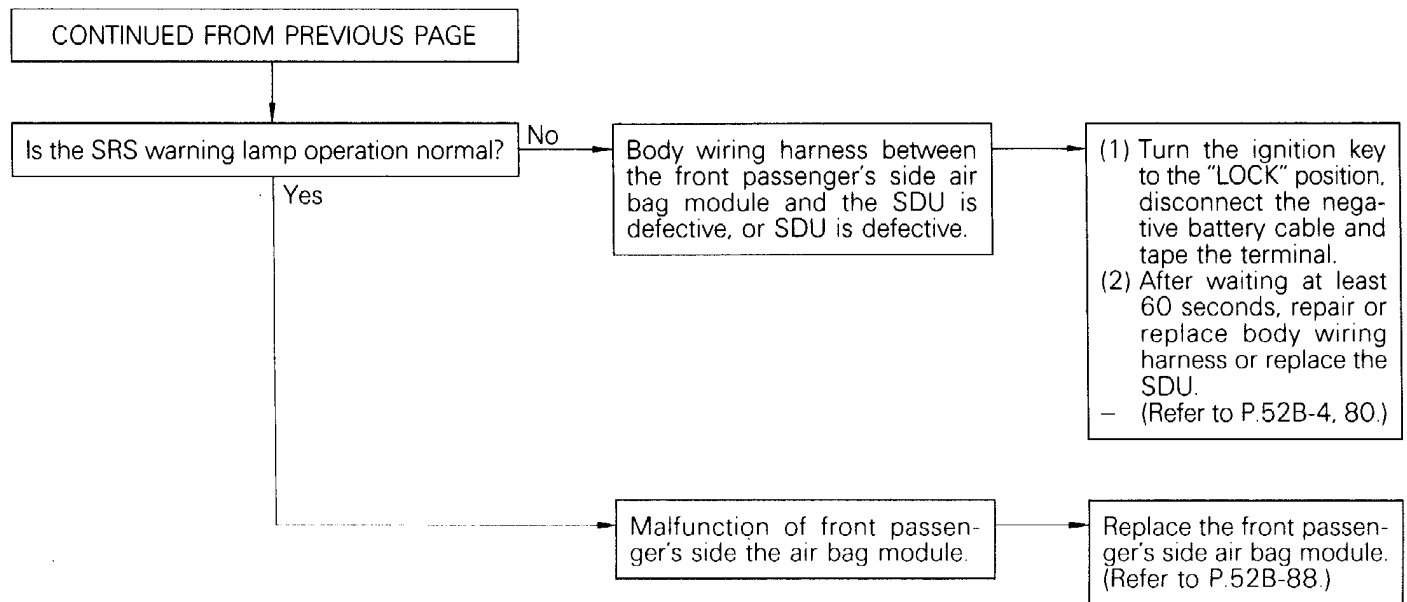 CONTINUED FROM PREVIOUS PAGE
Is the SRS warning lamp operation normal?
No
Yes
Body wiring harness between
the front passenger's side air
bag module and the SDU is
defective, or SDU is defective.
(1) Turn the ignition key
to the "LOCK" position,
disconnect the nega-
tive battery cable and
tape the terminal.
(2) After waiting at least
60 seconds, repair or
replace body wiring
harness or replace the
SDU.
– (Refer to P.52B-4, 80.)
Malfunction of front passen-
ger's side the air bag module.
Replace the front passen-
ger's side air bag module.
(Refer to P.52B-88.)